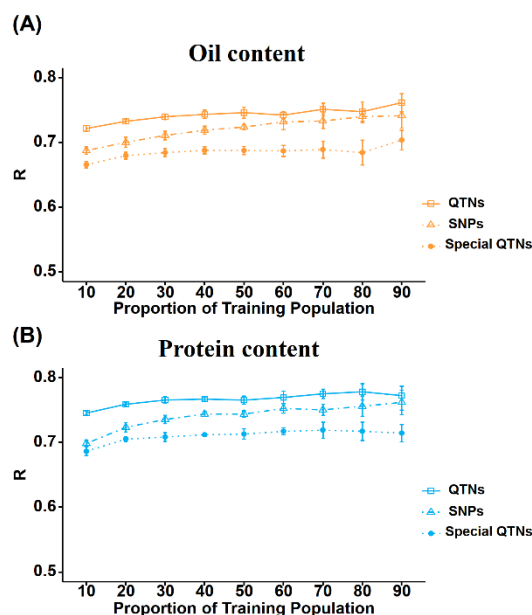 (A)
Oil content
0.8
0.7
0.6
0.5
R
10 20 30 40 50 60 70 80 90
Proportion of Training Population
QTNs
SNPs
Special QTNs
(B)
Protein content
0.8
0.7
0.6
0.5
R
10 20 30 40 50 60 70 80 90
Proportion of Training Population
QTNs
SNPs
Special QTNs